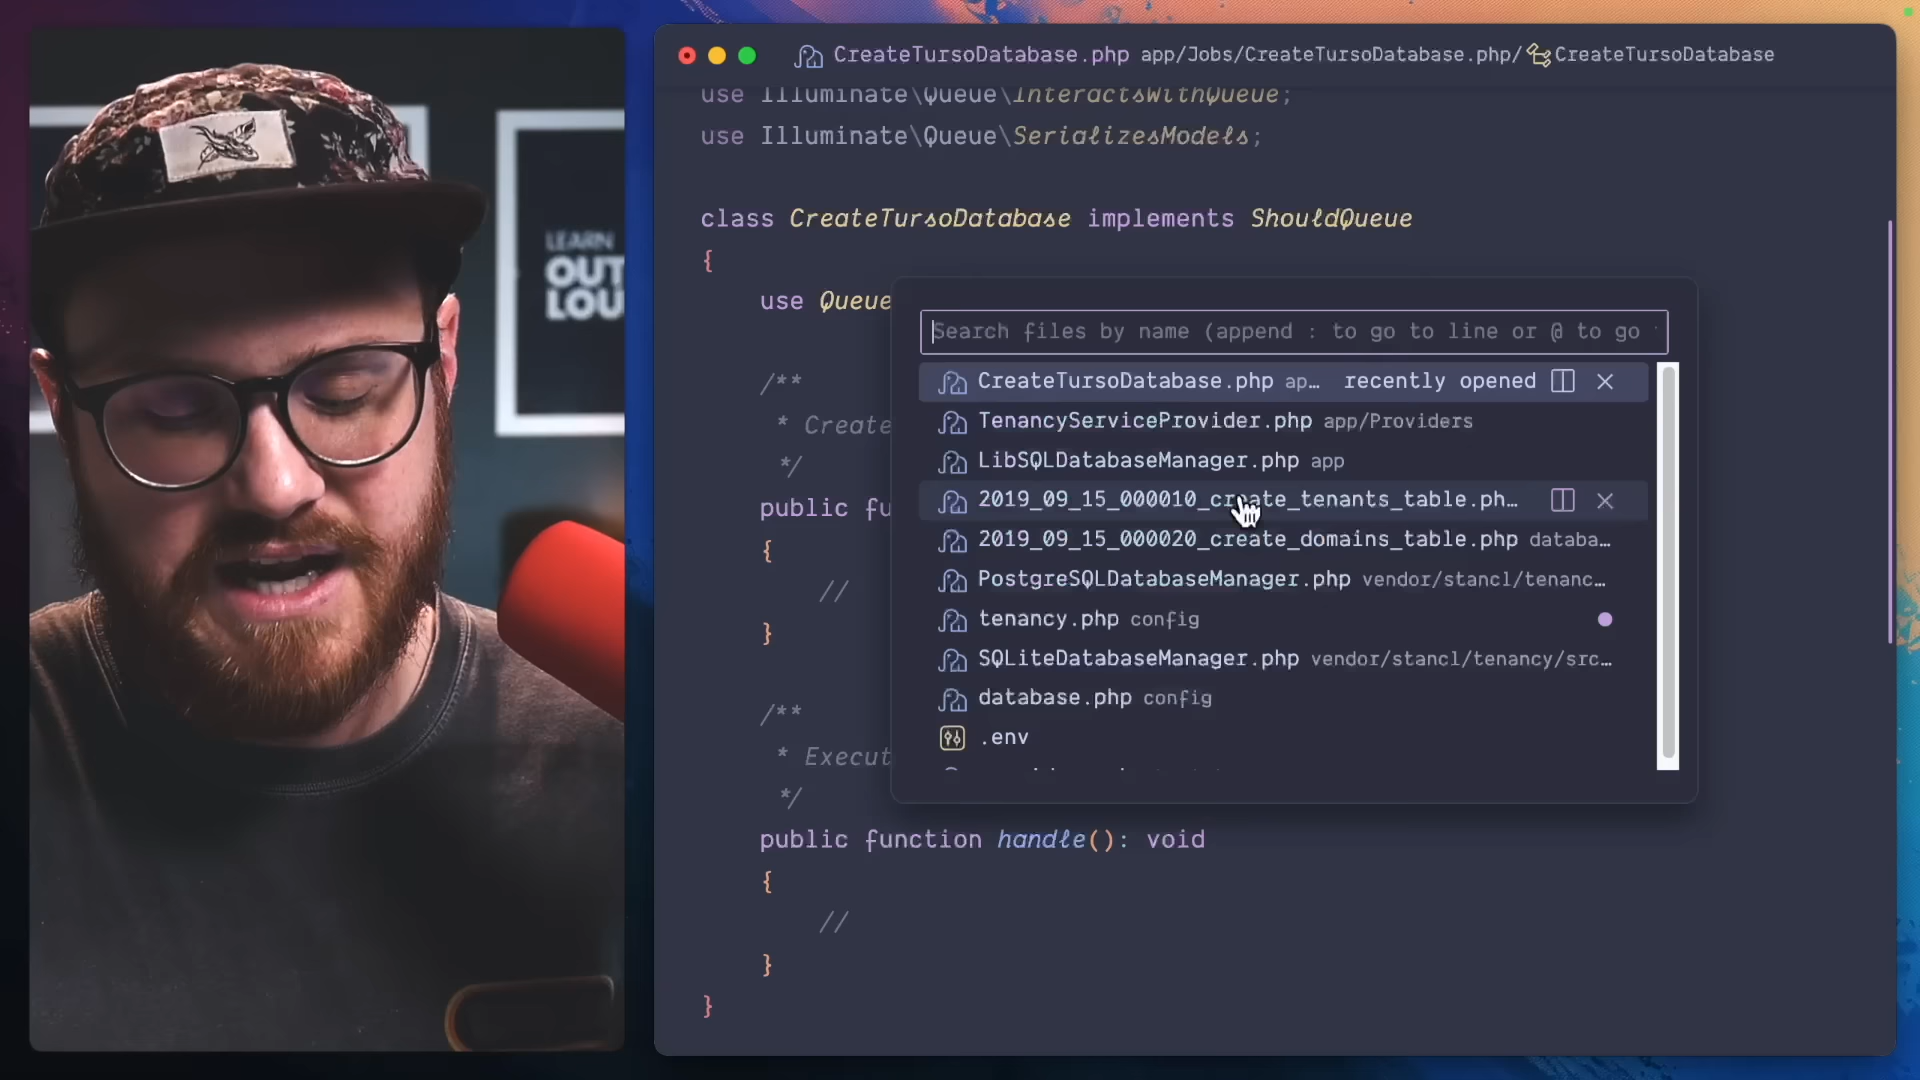 LEARN
OUT
LOU
CreateTursoDatabase.php app/Jobs/CreateTursoDatabase.php/ CreateTursoDatabase
use Illuminate\Queue\InteractsWithQueue;
use Illuminate\Queue\SerializesModels;
class CreateTursoDatabase implements ShouldQueue
{
use Queue
/**
* Create
*/
public fu
{
//
}
/**
* Execut
*/
public function handle(): void
{
//
}
}
Search files by name (append : to go to line or @ to go
CreateTursoDatabase.php ap… recently opened
TenancyServiceProvider.php app/Providers
LibSQLDatabaseManager.php app
2019_09_15_000010_create_tenants_table.ph…
2019_09_15_000020_create_domains_table.php databa…
PostgreSQLDatabaseManager.php vendor/stancl/tenanc…
tenancy.php config
SQLiteDatabaseManager.php vendor/stancl/tenancy/src…
database.php config
.env